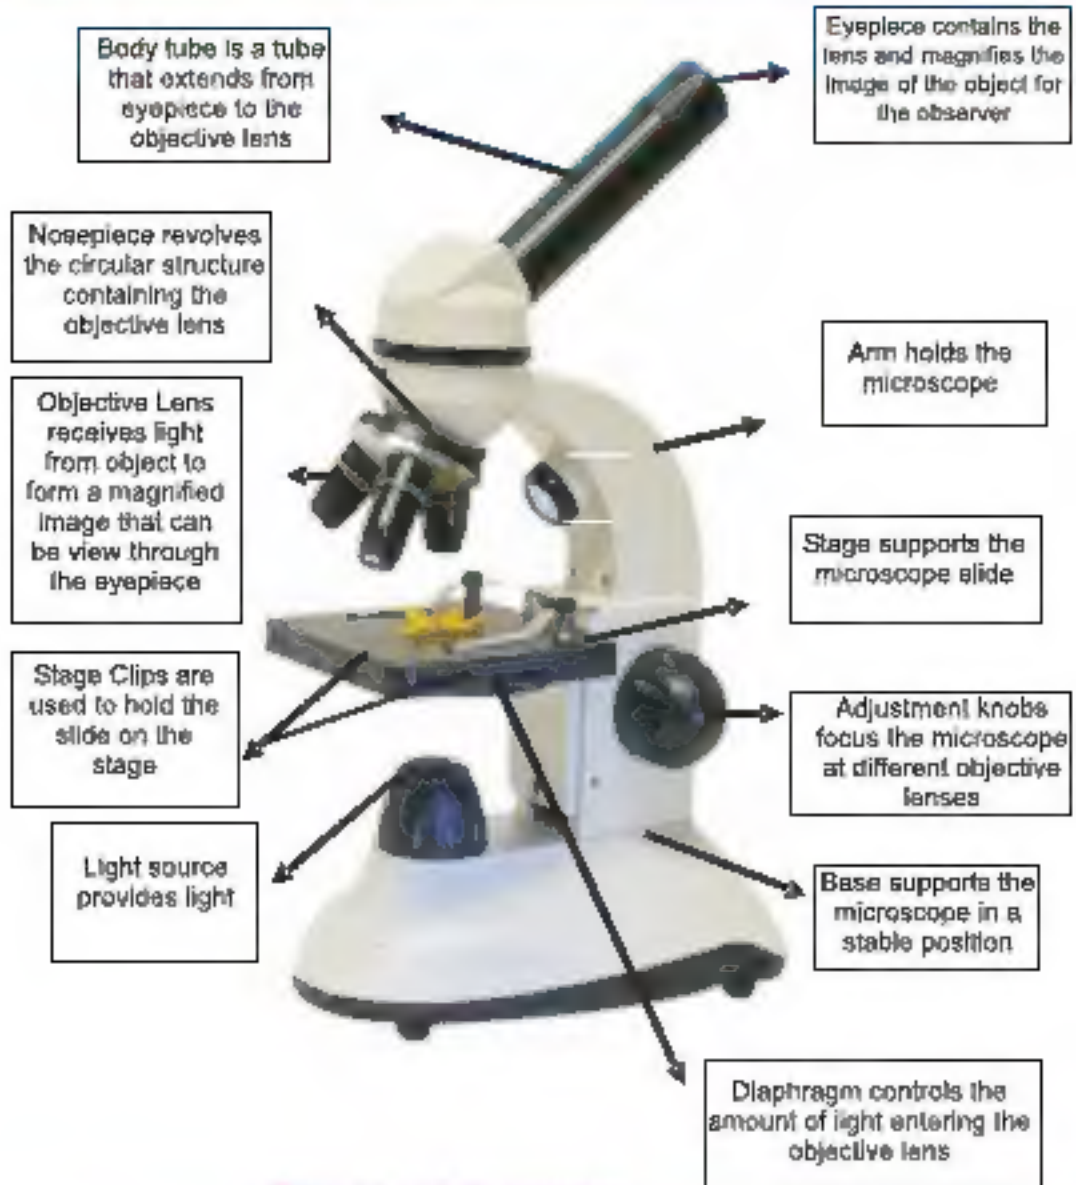 Body tube is a tube
that extends from
eyepiece to the
objective lens
Eyepiece contains the
lens and magnifies the
image of the object for
the observer
Nosepiece revolves
the circular structure
containing the
objective lens
Arm holds the
microscope
Objective Lens
receives light
from object to
form a magnified
image that can
be view through
the eyepiece
Stage supports the
microscope slide
Stage Clips are
used to hold the
slide on the
stage
Adjustment knobs
focus the microscope
at different objective
lenses
Light source
provides light
Base supports the
microscope in a
stable position
Diaphragm controls the
amount of light entering the
objective lens